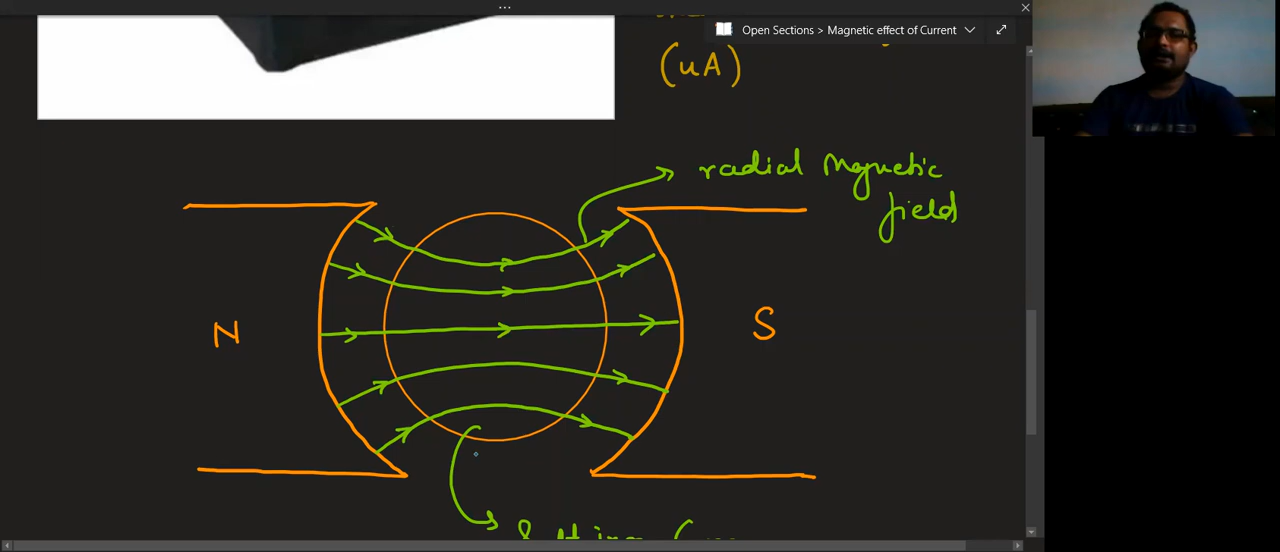 Open Sections > Magnetic effect of Current
(uA)
radial Magnetic
field
N
S